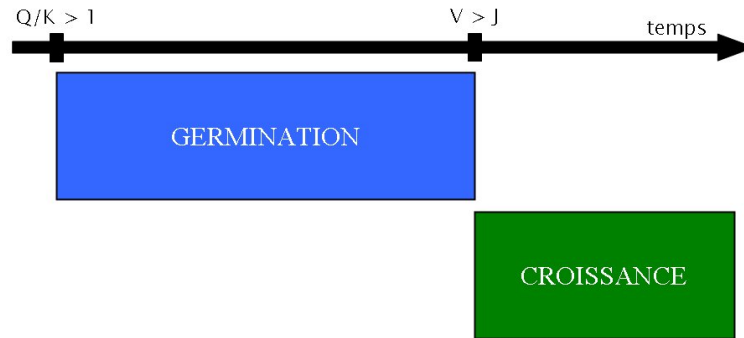 Q/K > 1
V > J
temps
GERMINATION
CROISSANCE